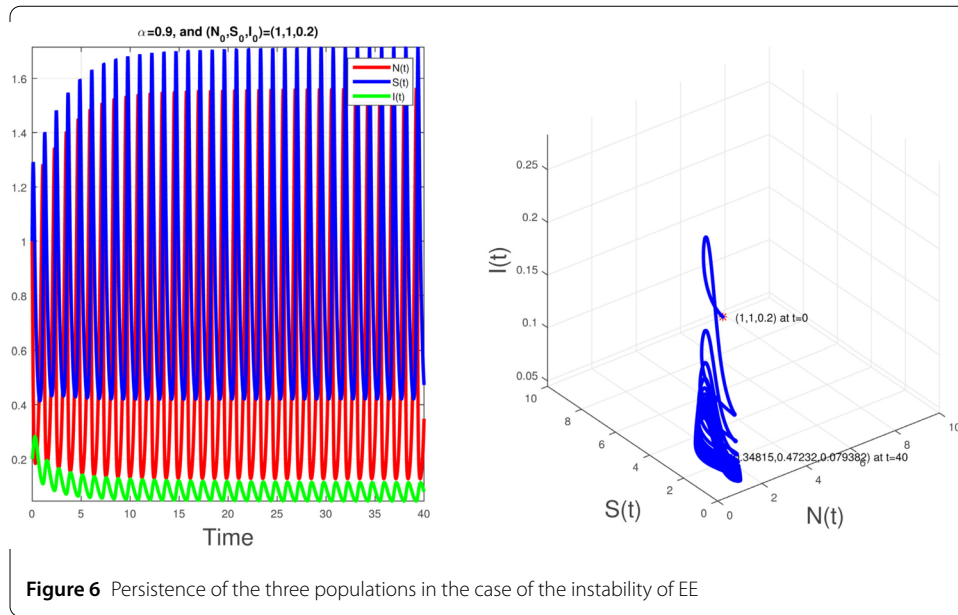 α=0.9, and (N₀,S₀,I₀)=(1,1,0.2)
N(t)
S(t)
I(t)
1.6
1.4
1.2
1
0.8
0.6
0.4
0.2
0 5 10 15 20 25 30 35 40
Time
0.25
0.2
0.15
0.1
0.05
I(t)
(1,1,0.2) at t=0
.34815,0.47232,0.079382) at t=40
10
8
6
4
2
0
S(t)
0
2
4
6
8
10
N(t)
Figure 6 Persistence of the three populations in the case of the instability of EE